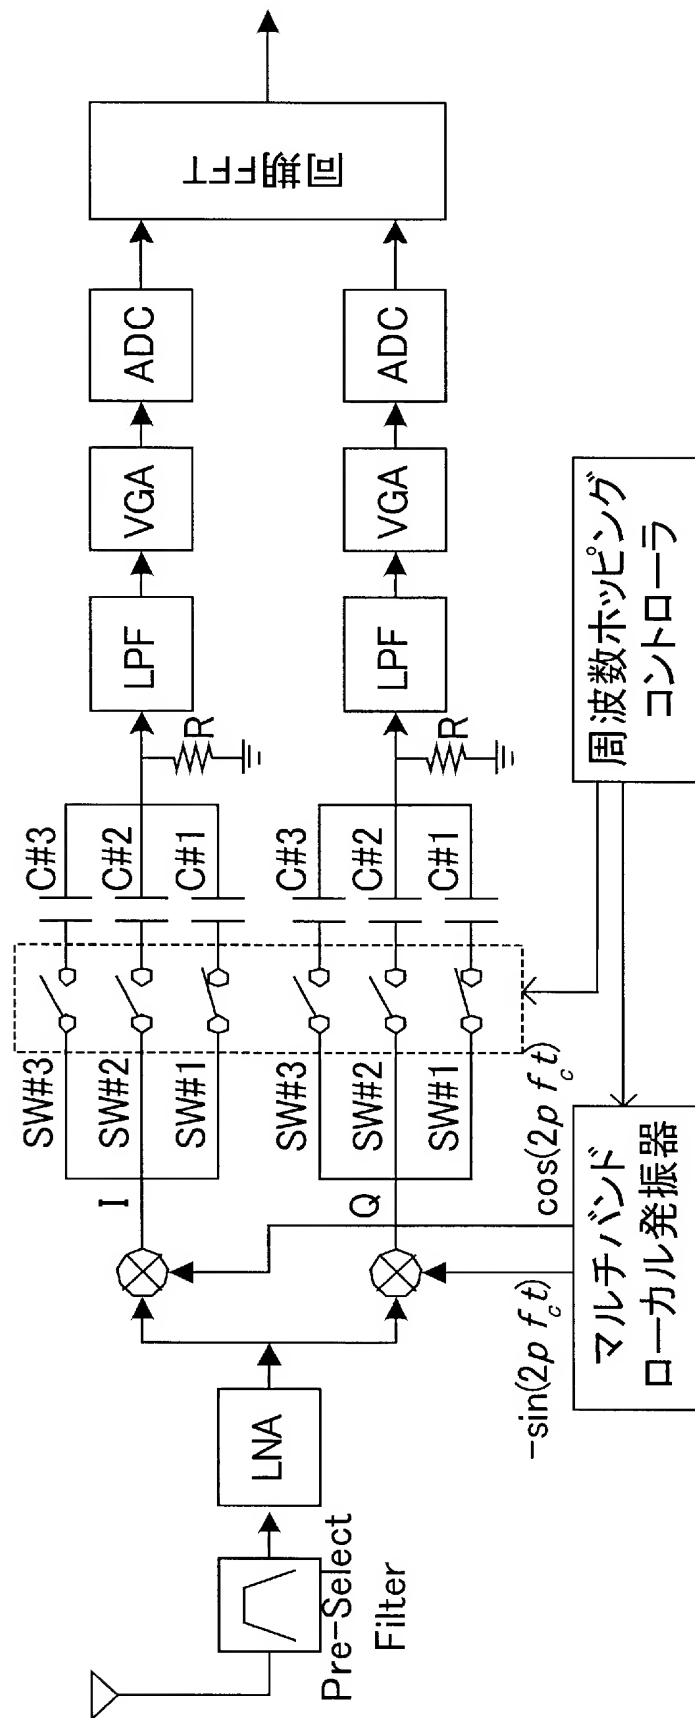 Pre-Select
Filter
LNA
I
Q
SW#3
SW#2
SW#1
SW#3
SW#2
SW#1
C#3
C#2
C#1
C#3
C#2
C#1
R
R
LPF
VGA
ADC
LPF
VGA
ADC
同期FFT
-sin(2p f_c t)
cos(2p f_c t)
マルチバンド
ローカル発振器
周波数ホッピング
コントローラ